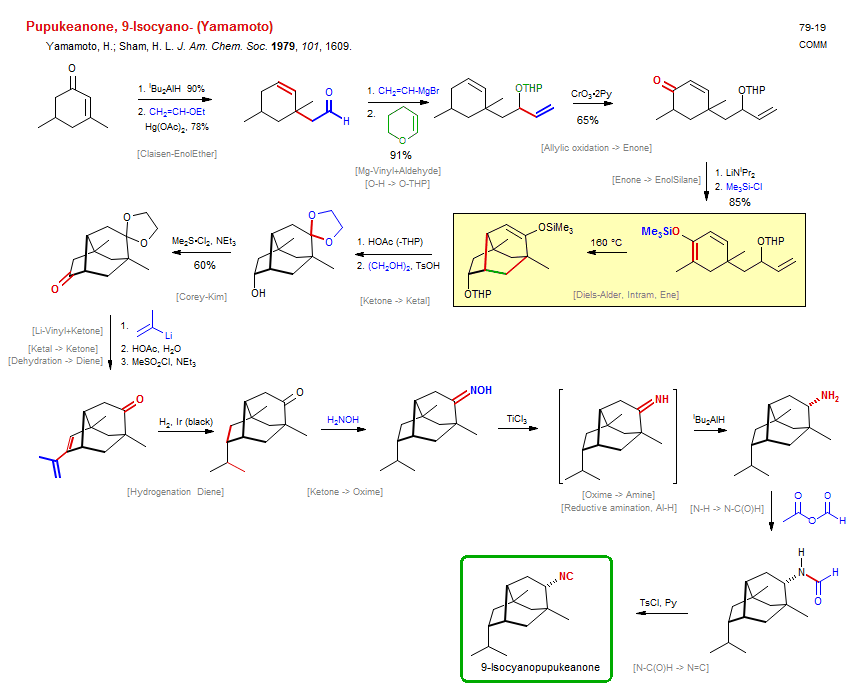 Pupukeanone, 9-Isocyano- (Yamamoto)
79-19
Yamamoto, H.; Sham, H. L. J. Am. Chem. Soc. 1979, 101, 1609.
COMM
O
1. ⁱBu₂AlH 90%
2. CH₂=CH-OEt
Hg(OAc)₂, 78%
[Claisen-EnolEther]
O
H
1. CH₂=CH-MgBr
2.
O
91%
[Mg-Vinyl+Aldehyde]
[O-H -> O-THP]
OTHP
CrO₃•2Py
65%
[Allylic oxidation -> Enone]
O
OTHP
[Enone -> EnolSilane]
1. LiNⁱPr₂
2. Me₃Si-Cl
85%
Me₃SiO
OTHP
160 °C
[Diels-Alder, Intram, Ene]
OSiMe₃
OTHP
1. HOAc (-THP)
2. (CH₂OH)₂, TsOH
[Ketone -> Ketal]
O
O
OH
Me₂S•Cl₂, NEt₃
60%
[Corey-Kim]
O
O
O
[Li-Vinyl+Ketone]
[Ketal -> Ketone]
[Dehydration -> Diene]
1.
Li
2. HOAc, H₂O
3. MeSO₂Cl, NEt₃
O
H₂, Ir (black)
[Hydrogenation Diene]
O
H₂NOH
[Ketone -> Oxime]
NOH
TiCl₃
NH
[Oxime -> Amine]
[Reductive amination, Al-H]
ⁱBu₂AlH
NH₂
[N-H -> N-C(O)H]
O
O
O
H
H
N
H
O
TsCl, Py
[N-C(O)H -> N=C]
NC
9-Isocyanopupukeanone